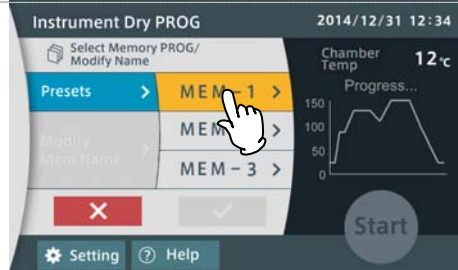 Instrument Dry PROG
2014/12/31 12:34
Select Memory PROG/
Modify Name
Presets
MEM-1
Modify
Mem Name
MEM
MEM-3
Setting
Help
Chamber
Temp
12℃
Progress...
150
100
50
0
Start